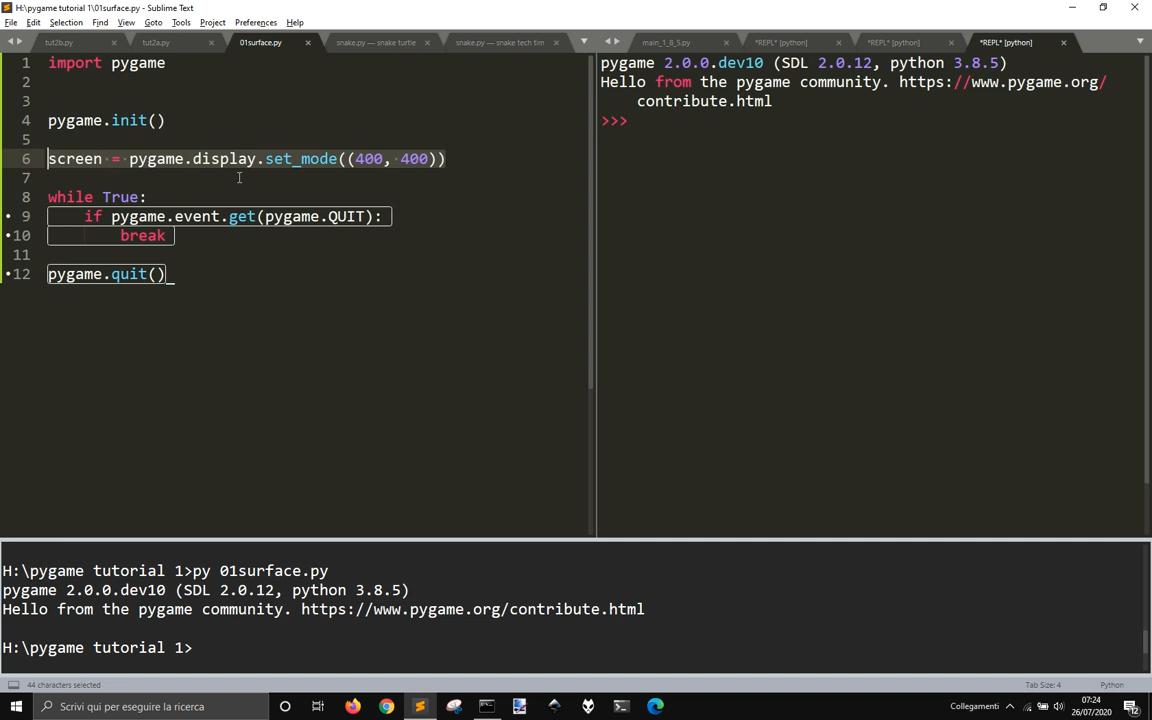 H:\pygame tutorial 1\01surface.py - Sublime Text
File Edit Selection Find View Goto Tools Project Preferences Help
tut2b.py tut2a.py 01surface.py snake.py — snake turtle snake.py — snake tech tim main_1_8_5.py *REPL* [python] *REPL* [python] *REPL* [python]
1 import pygame
2
3
4 pygame.init()
5
6 screen = pygame.display.set_mode((400, 400))
7
8 while True:
9 if pygame.event.get(pygame.QUIT):
10 break
11
12 pygame.quit()
pygame 2.0.0.dev10 (SDL 2.0.12, python 3.8.5)
Hello from the pygame community. https://www.pygame.org/
contribute.html
>>>
H:\pygame tutorial 1>py 01surface.py
pygame 2.0.0.dev10 (SDL 2.0.12, python 3.8.5)
Hello from the pygame community. https://www.pygame.org/contribute.html
H:\pygame tutorial 1>
44 characters selected Tab Size: 4 Python
Scrivi qui per eseguire la ricerca Collegamenti 07:24
26/07/2020 12